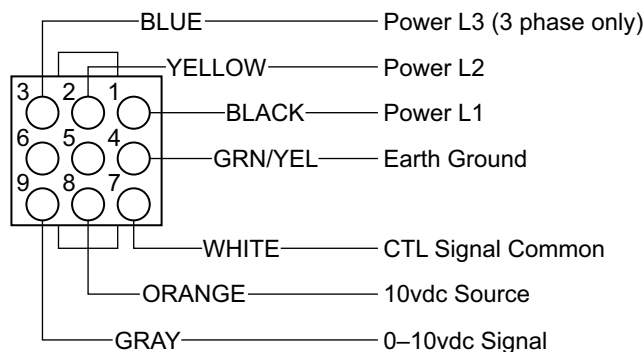 BLUE Power L3 (3 phase only)
YELLOW Power L2
3 2 1
BLACK Power L1
6 5 4
GRN/YEL Earth Ground
9 8 7
WHITE CTL Signal Common
ORANGE 10vdc Source
GRAY 0–10vdc Signal